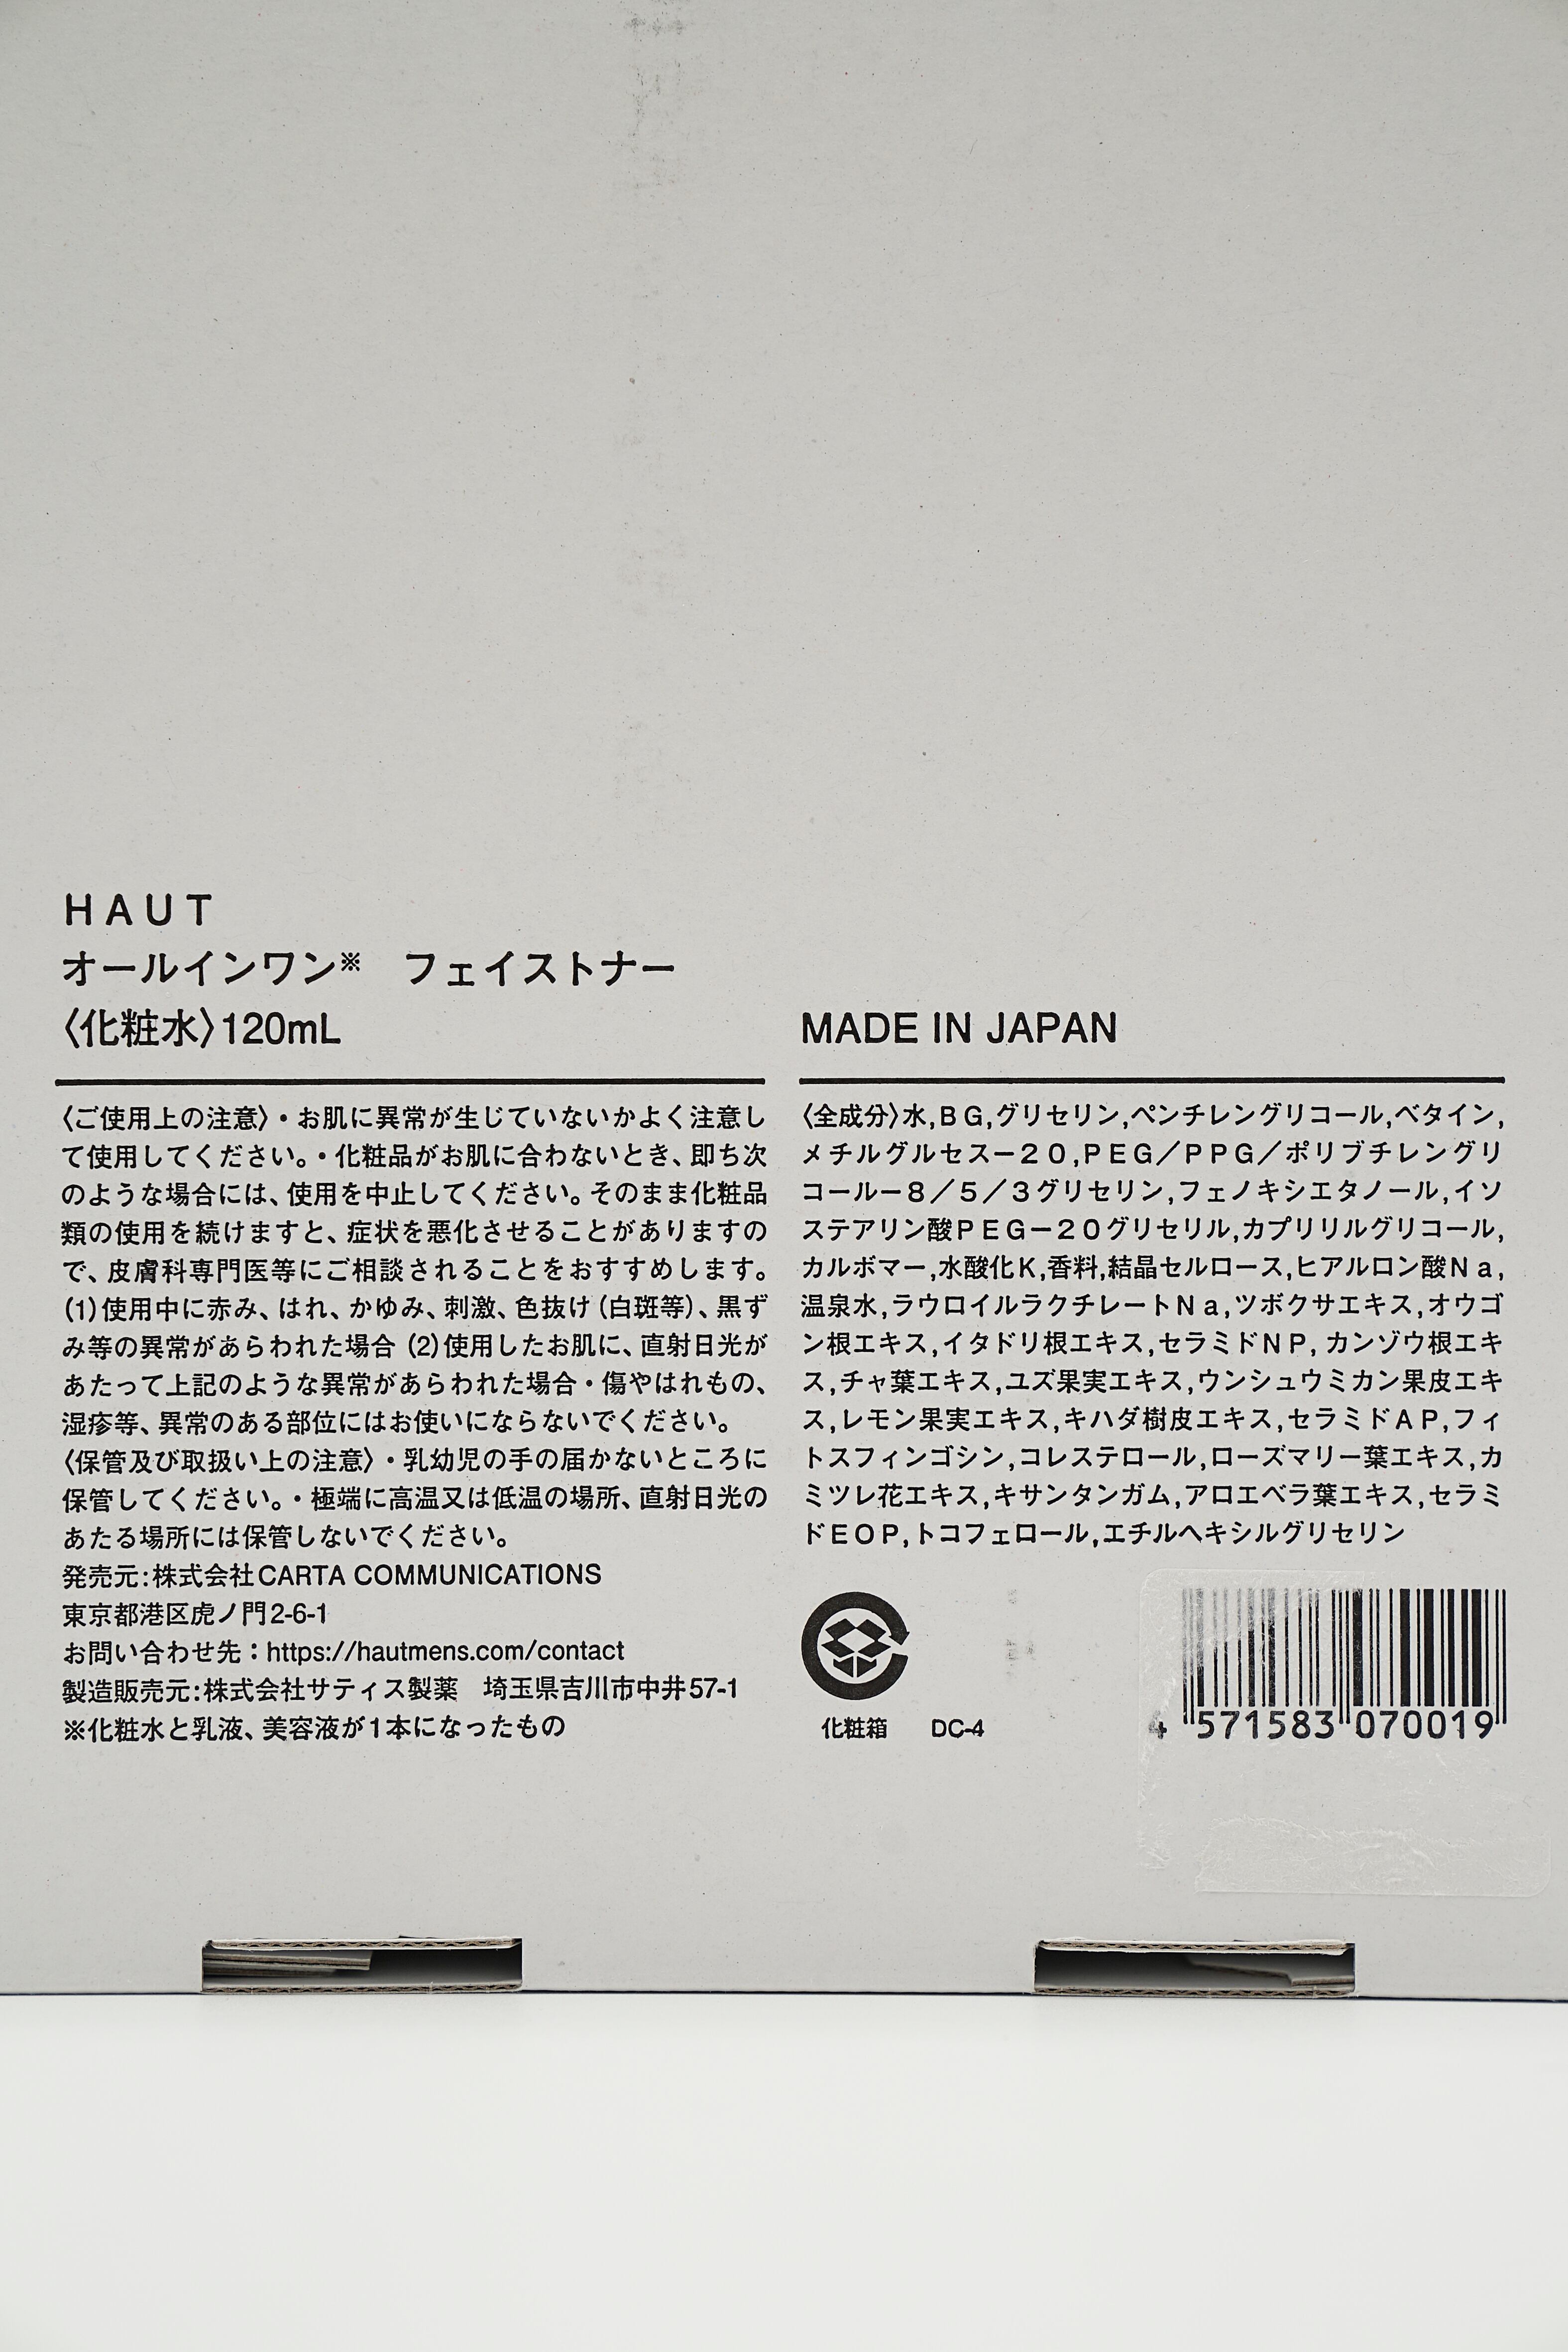 HAUT
オールインワン※　フェイストナー
〈化粧水〉120mL
〈ご使用上の注意〉・お肌に異常が生じていないかよく注意し
て使用してください。・化粧品がお肌に合わないとき、即ち次
のような場合には、使用を中止してください。そのまま化粧品
類の使用を続けますと、症状を悪化させることがありますの
で、皮膚科専門医等にご相談されることをおすすめします。
(1)使用中に赤み、はれ、かゆみ、刺激、色抜け(白斑等)、黒ず
み等の異常があらわれた場合 (2)使用したお肌に、直射日光が
あたって上記のような異常があらわれた場合・傷やはれもの、
湿疹等、異常のある部位にはお使いにならないでください。
〈保管及び取扱い上の注意〉・乳幼児の手の届かないところに
保管してください。・極端に高温又は低温の場所、直射日光の
あたる場所には保管しないでください。
発売元:株式会社CARTA COMMUNICATIONS
東京都港区虎ノ門2-6-1
お問い合わせ先:https://hautmens.com/contact
製造販売元:株式会社サティス製薬　埼玉県吉川市中井57-1
※化粧水と乳液、美容液が1本になったもの
MADE IN JAPAN
〈全成分〉水,BG,グリセリン,ペンチレングリコール,ベタイン,
メチルグルセス－20,PEG／PPG／ポリブチレングリ
コール－8／5／3グリセリン,フェノキシエタノール,イソ
ステアリン酸PEG－20グリセリル,カプリリルグリコール,
カルボマー,水酸化K,香料,結晶セルロース,ヒアルロン酸Na,
温泉水,ラウロイルラクチレートNa,ツボクサエキス,オウゴ
ン根エキス,イタドリ根エキス,セラミドNP, カンゾウ根エキ
ス,チャ葉エキス,ユズ果実エキス,ウンシュウミカン果皮エキ
ス,レモン果実エキス,キハダ樹皮エキス,セラミドAP,フィ
トスフィンゴシン,コレステロール,ローズマリー葉エキス,カ
ミツレ花エキス,キサンタンガム,アロエベラ葉エキス,セラミ
ドEOP,トコフェロール,エチルヘキシルグリセリン
化粧箱　DC-4
4 571583 070019